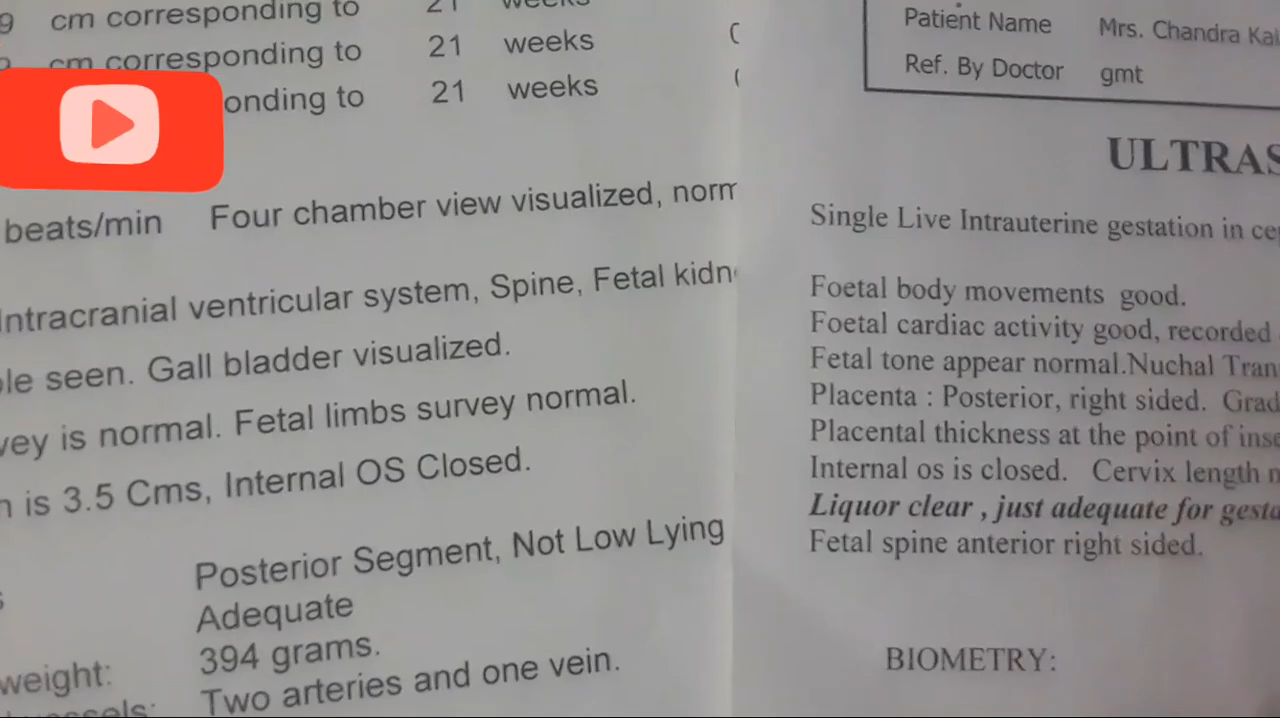 9 cm corresponding to 21 weeks
cm corresponding to 21 weeks
onding to 21 weeks
beats/min Four chamber view visualized, norm
Intracranial ventricular system, Spine, Fetal kidn
ple seen. Gall bladder visualized.
vey is normal. Fetal limbs survey normal.
h is 3.5 Cms, Internal OS Closed.
Posterior Segment, Not Low Lying
Adequate
weight: 394 grams.
Two arteries and one vein.
Patient Name Mrs. Chandra Kal
Ref. By Doctor gmt
ULTRAS
Single Live Intrauterine gestation in ce
Foetal body movements good.
Foetal cardiac activity good, recorded
Fetal tone appear normal.Nuchal Tran
Placenta : Posterior, right sided. Grad
Placental thickness at the point of inse
Internal os is closed. Cervix length
Liquor clear , just adequate for gesta
Fetal spine anterior right sided.
BIOMETRY: